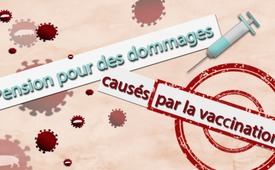 Pension pour des dommages
causés par la vaccination